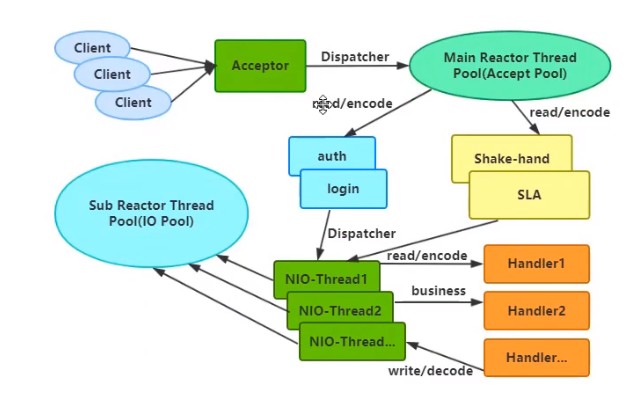 Client
Client
Client
Acceptor
Dispatcher
Main Reactor Thread
Pool(Accept Pool)
read/encode
read/encode
auth
login
Shake-hand
SLA
Sub Reactor Thread
Pool(IO Pool)
Dispatcher
NIO-Thread1
NIO-Thread2
NIO-Thread...
read/encode
business
write/decode
Handler1
Handler2
Handler...